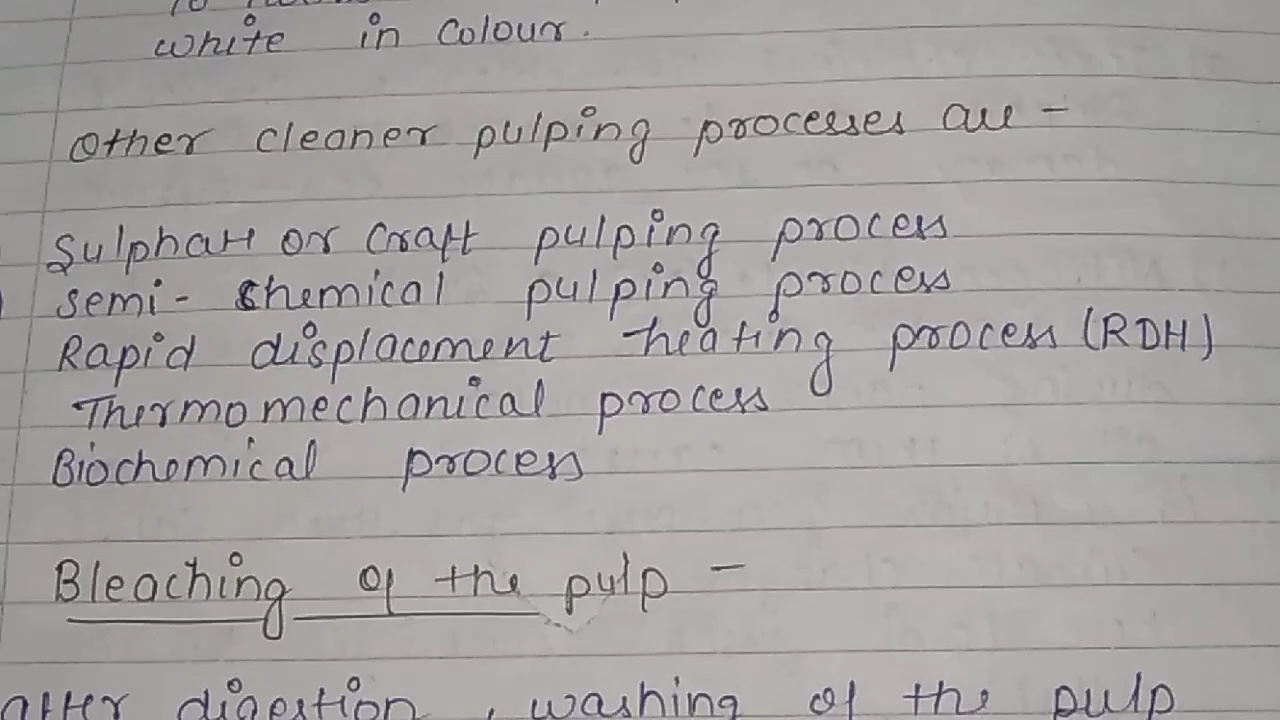 white in colour.
Other cleaner pulping processes are -
Sulphate or craft pulping process
Semi - chemical pulping process
Rapid displacement heating process (RDH)
Thermomechanical process
Biochemical process
Bleaching of the pulp -
after digestion, washing of the pulp